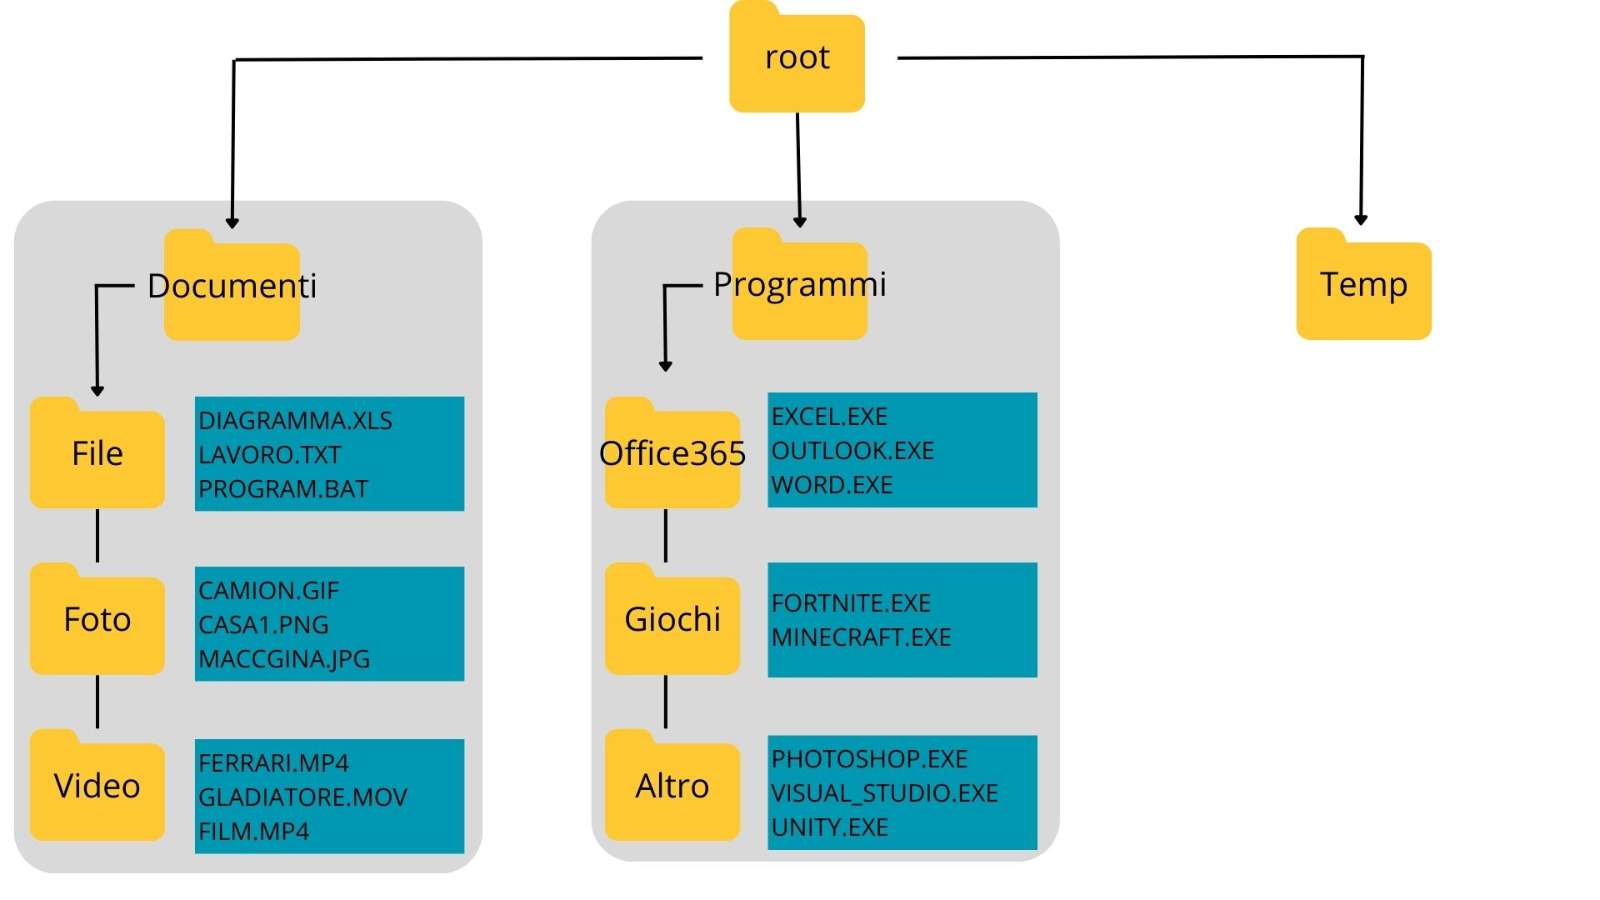 root
Documenti
Programmi
Temp
File
DIAGRAMMA.XLS
LAVORO.TXT
PROGRAM.BAT
Foto
CAMION.GIF
CASA1.PNG
MACCGINA.JPG
Video
FERRARI.MP4
GLADIATORE.MOV
FILM.MP4
Office365
EXCEL.EXE
OUTLOOK.EXE
WORD.EXE
Giochi
FORTNITE.EXE
MINECRAFT.EXE
Altro
PHOTOSHOP.EXE
VISUAL_STUDIO.EXE
UNITY.EXE